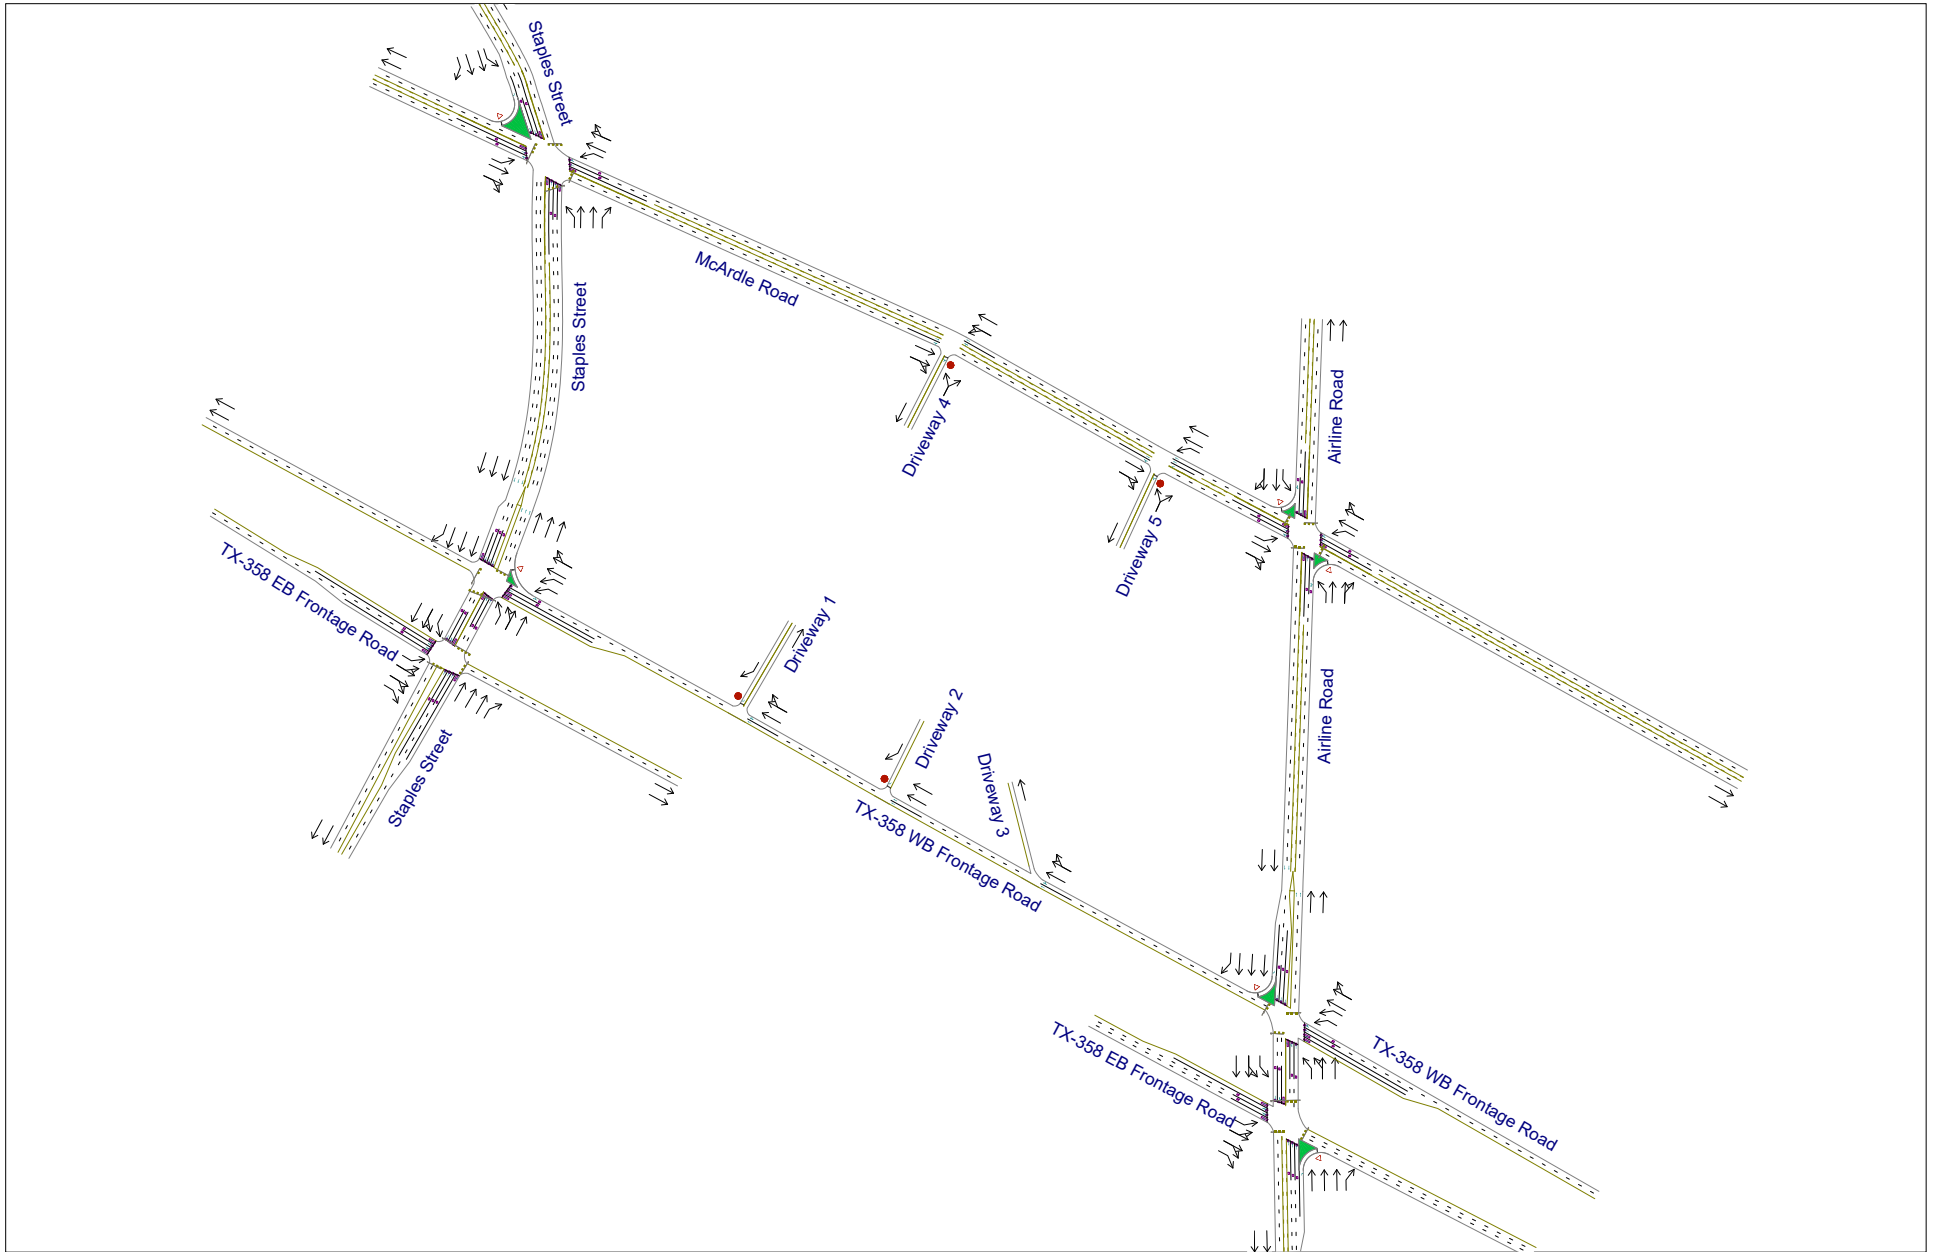 Staples Street
McArdle Road
Staples Street
Airline Road
Driveway 4
Driveway 5
TX-358 EB Frontage Road
Driveway 1
Driveway 2
Airline Road
Staples Street
Driveway 3
TX-358 WB Frontage Road
TX-358 EB Frontage Road
TX-358 WB Frontage Road